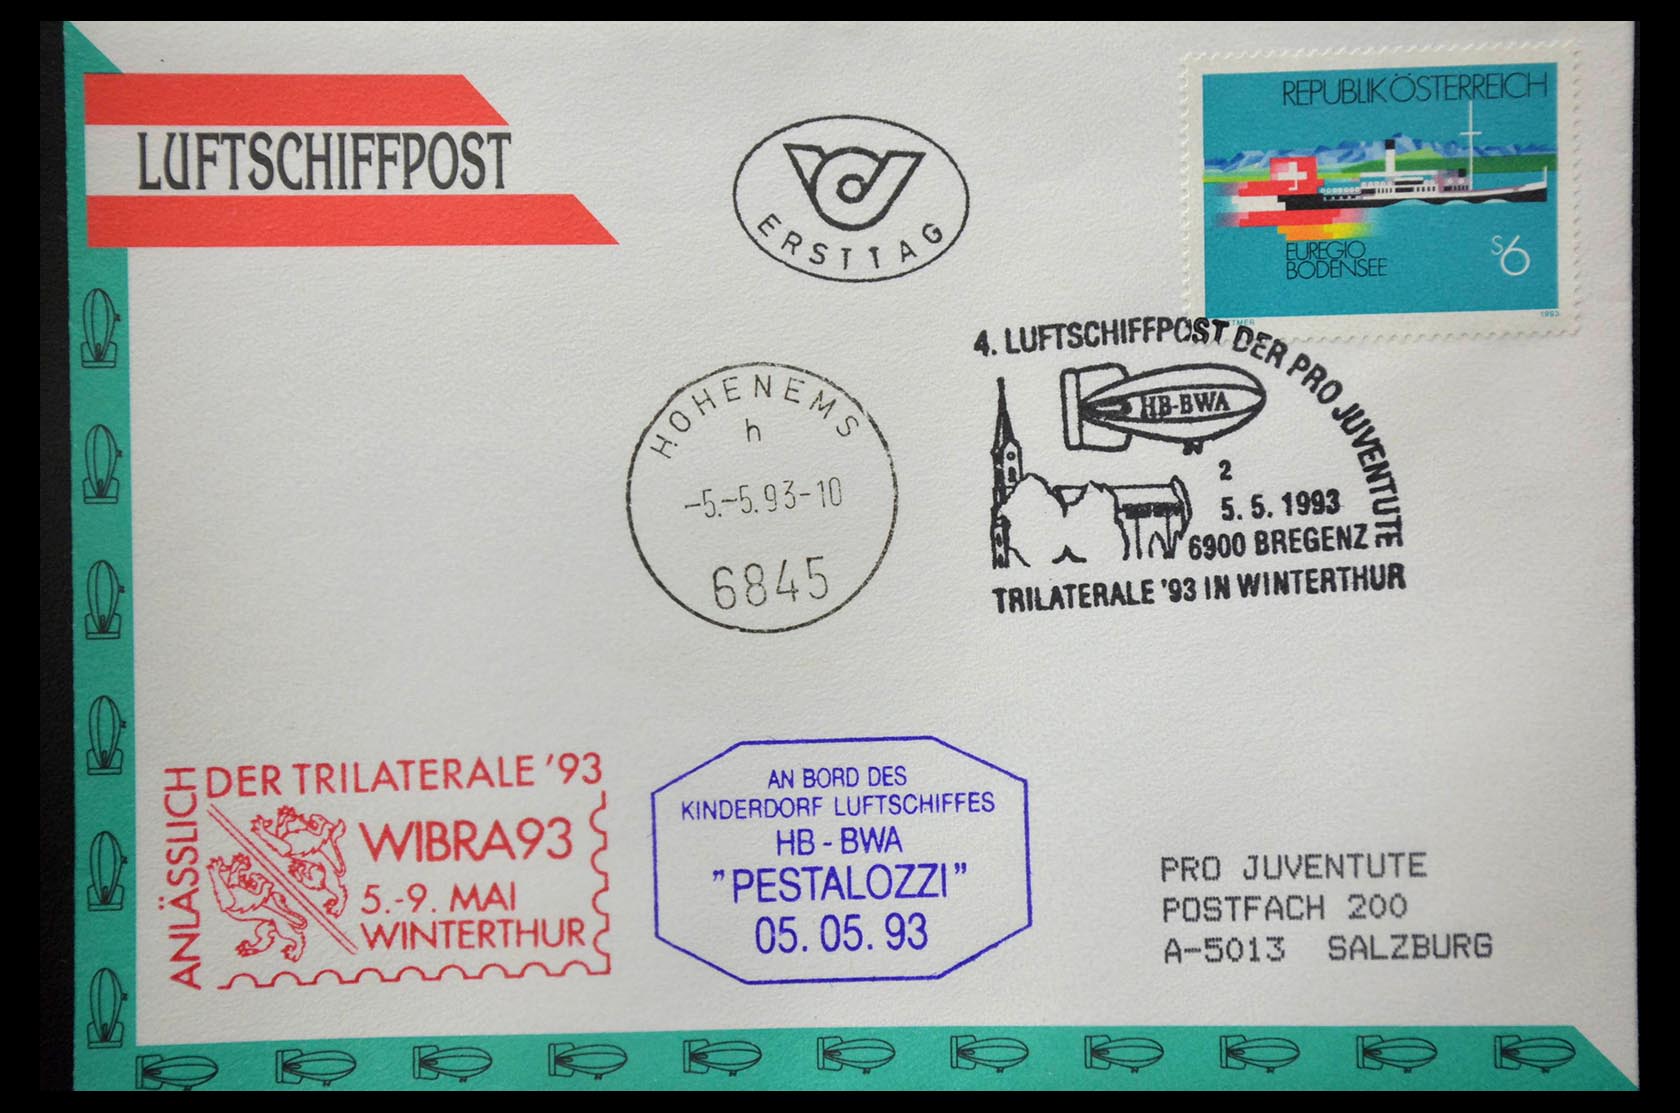 LUFTSCHIFFPOST
ERSTTAG
REPUBLIK ÖSTERREICH
EUREGIO
BODENSEE
S6
1993
4. LUFTSCHIFFPOST DER PRO JUVENTUTE
HB-BWA
2
5. 5. 1993
6900 BREGENZ
TRILATERALE '93 IN WINTERTHUR
HOHENEMS
h
-5.-5.93-10
6845
ANLÄSSLICH
DER TRILATERALE '93
WIBRA93
5.-9. MAI
WINTERTHUR
AN BORD DES
KINDERDORF LUFTSCHIFFES
HB - BWA
"PESTALOZZI"
05. 05. 93
PRO JUVENTUTE
POSTFACH 200
A-5013 SALZBURG